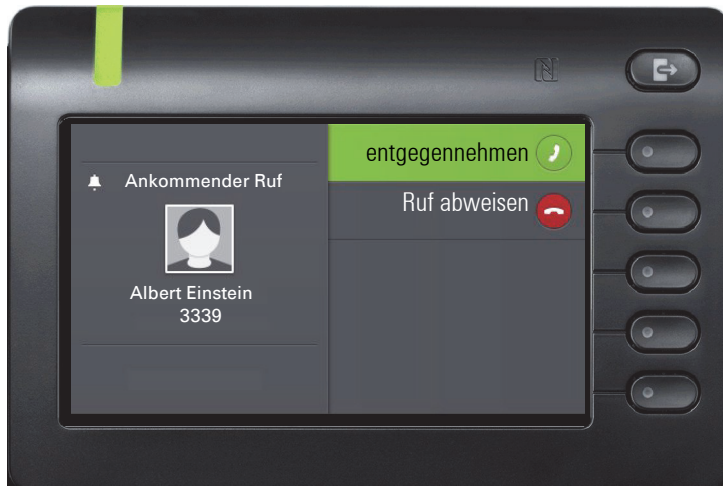 Ankommender Ruf
Albert Einstein
3339
entgegennehmen
Ruf abweisen